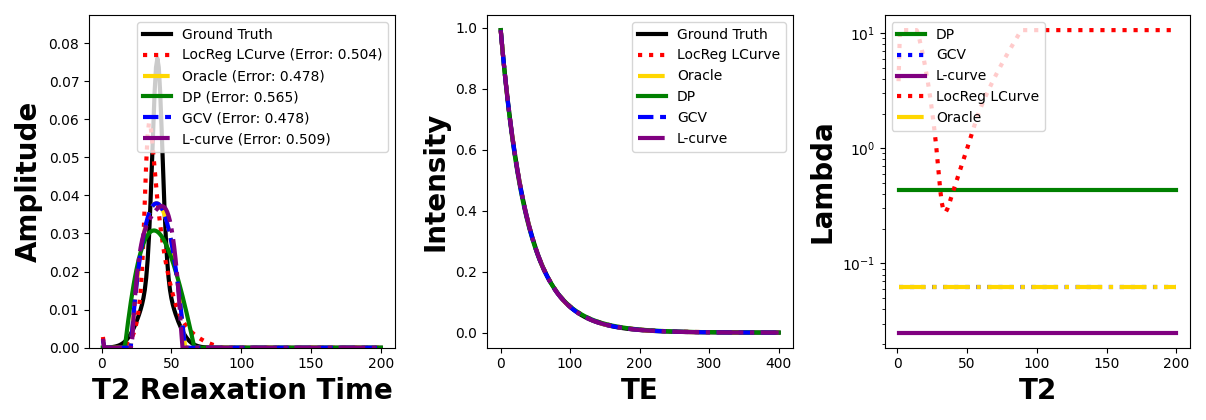 Amplitude
0.08
0.07
0.06
0.05
0.04
0.03
0.02
0.01
0.00
Ground Truth
LocReg LCurve (Error: 0.504)
Oracle (Error: 0.478)
DP (Error: 0.565)
GCV (Error: 0.478)
L-curve (Error: 0.509)
0 50 100 150 200
T2 Relaxation Time
Intensity
1.0
0.8
0.6
0.4
0.2
0.0
Ground Truth
LocReg LCurve
Oracle
DP
GCV
L-curve
0 100 200 300 400
TE
Lambda
10¹
10⁰
10⁻¹
DP
GCV
L-curve
LocReg LCurve
Oracle
0 50 100 150 200
T2